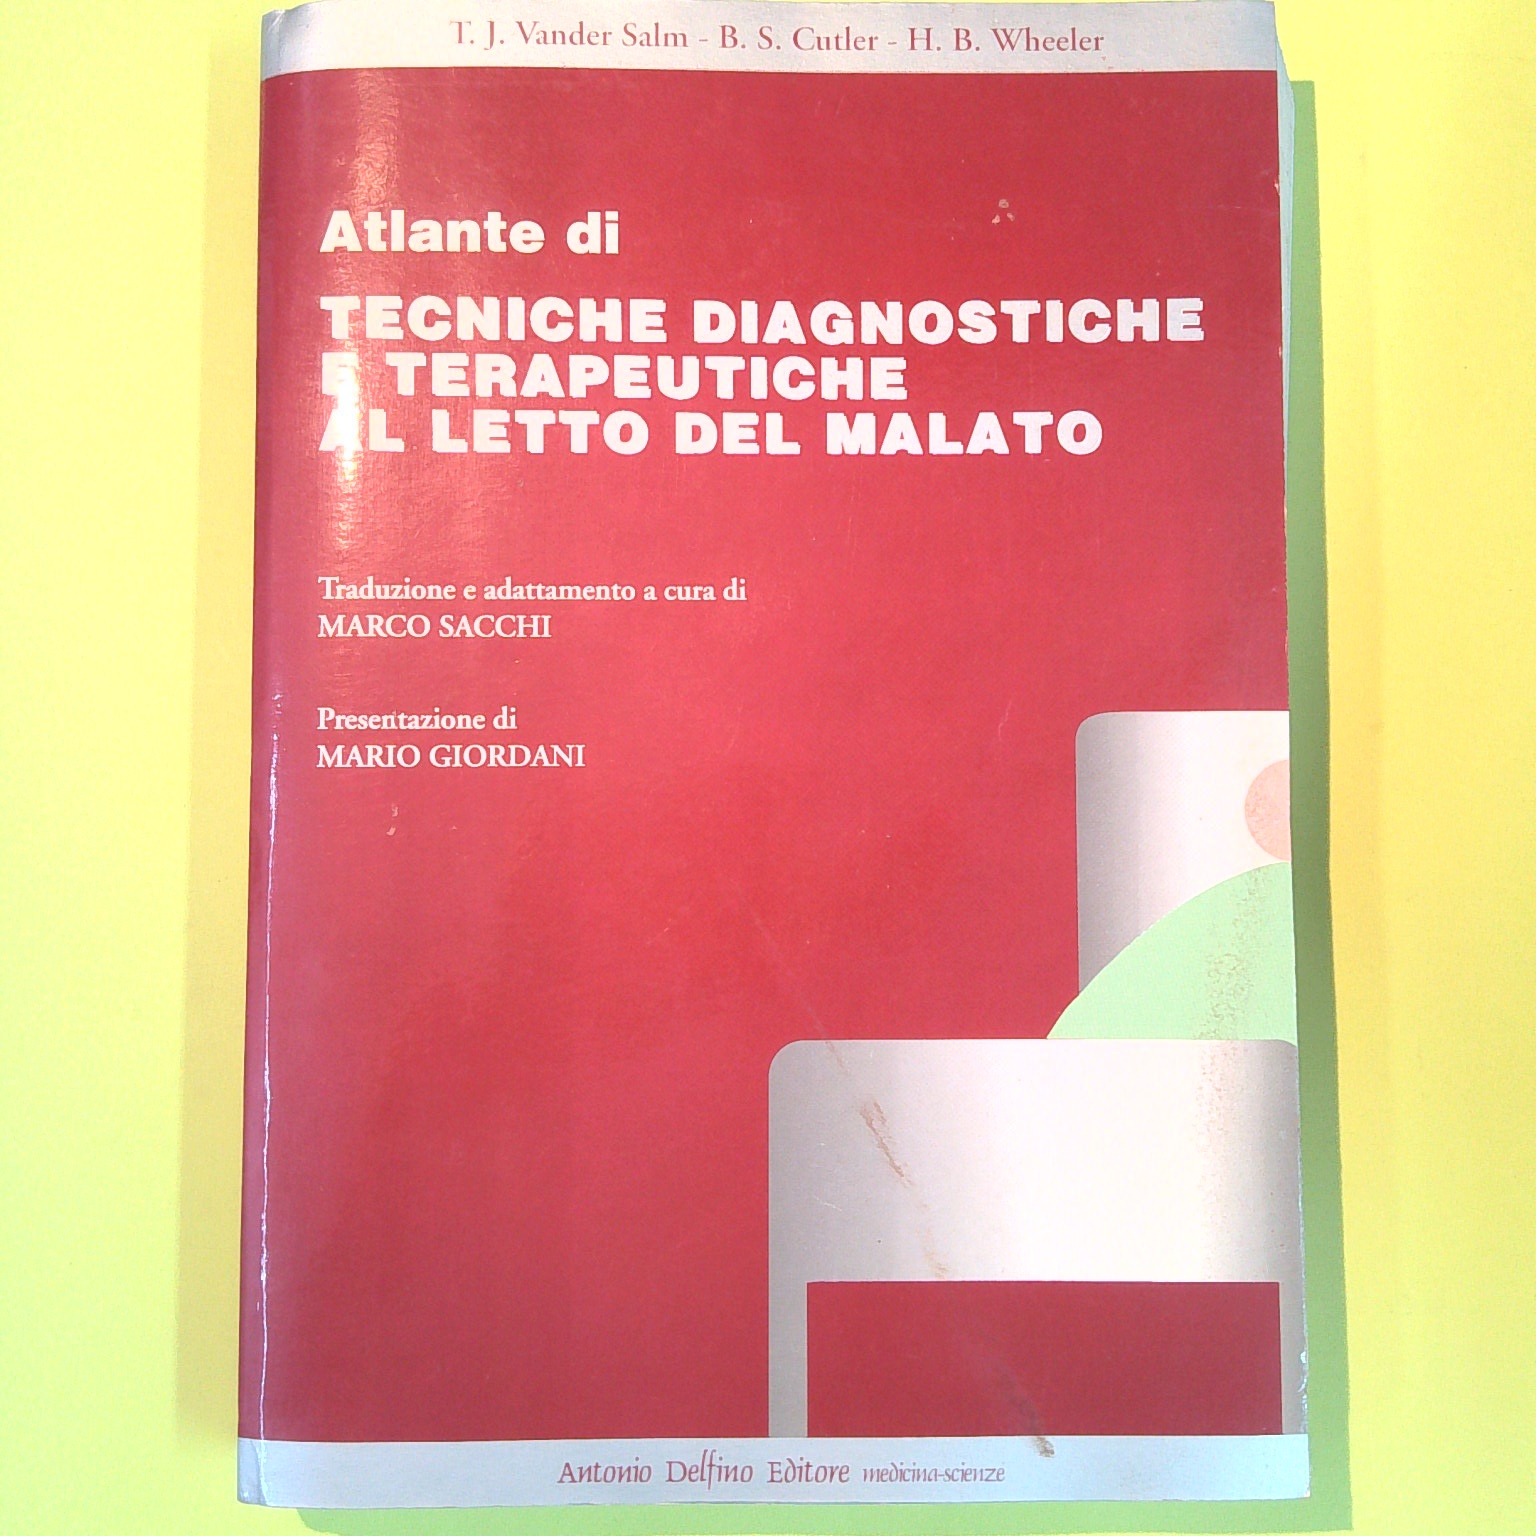 T. J. Vander Salm - B. S. Cutler - H. B. Wheeler
Atlante di
TECNICHE DIAGNOSTICHE
E TERAPEUTICHE
AL LETTO DEL MALATO
Traduzione e adattamento a cura di
MARCO SACCHI
Presentazione di
MARIO GIORDANI
Antonio Delfino Editore medicina-scienze